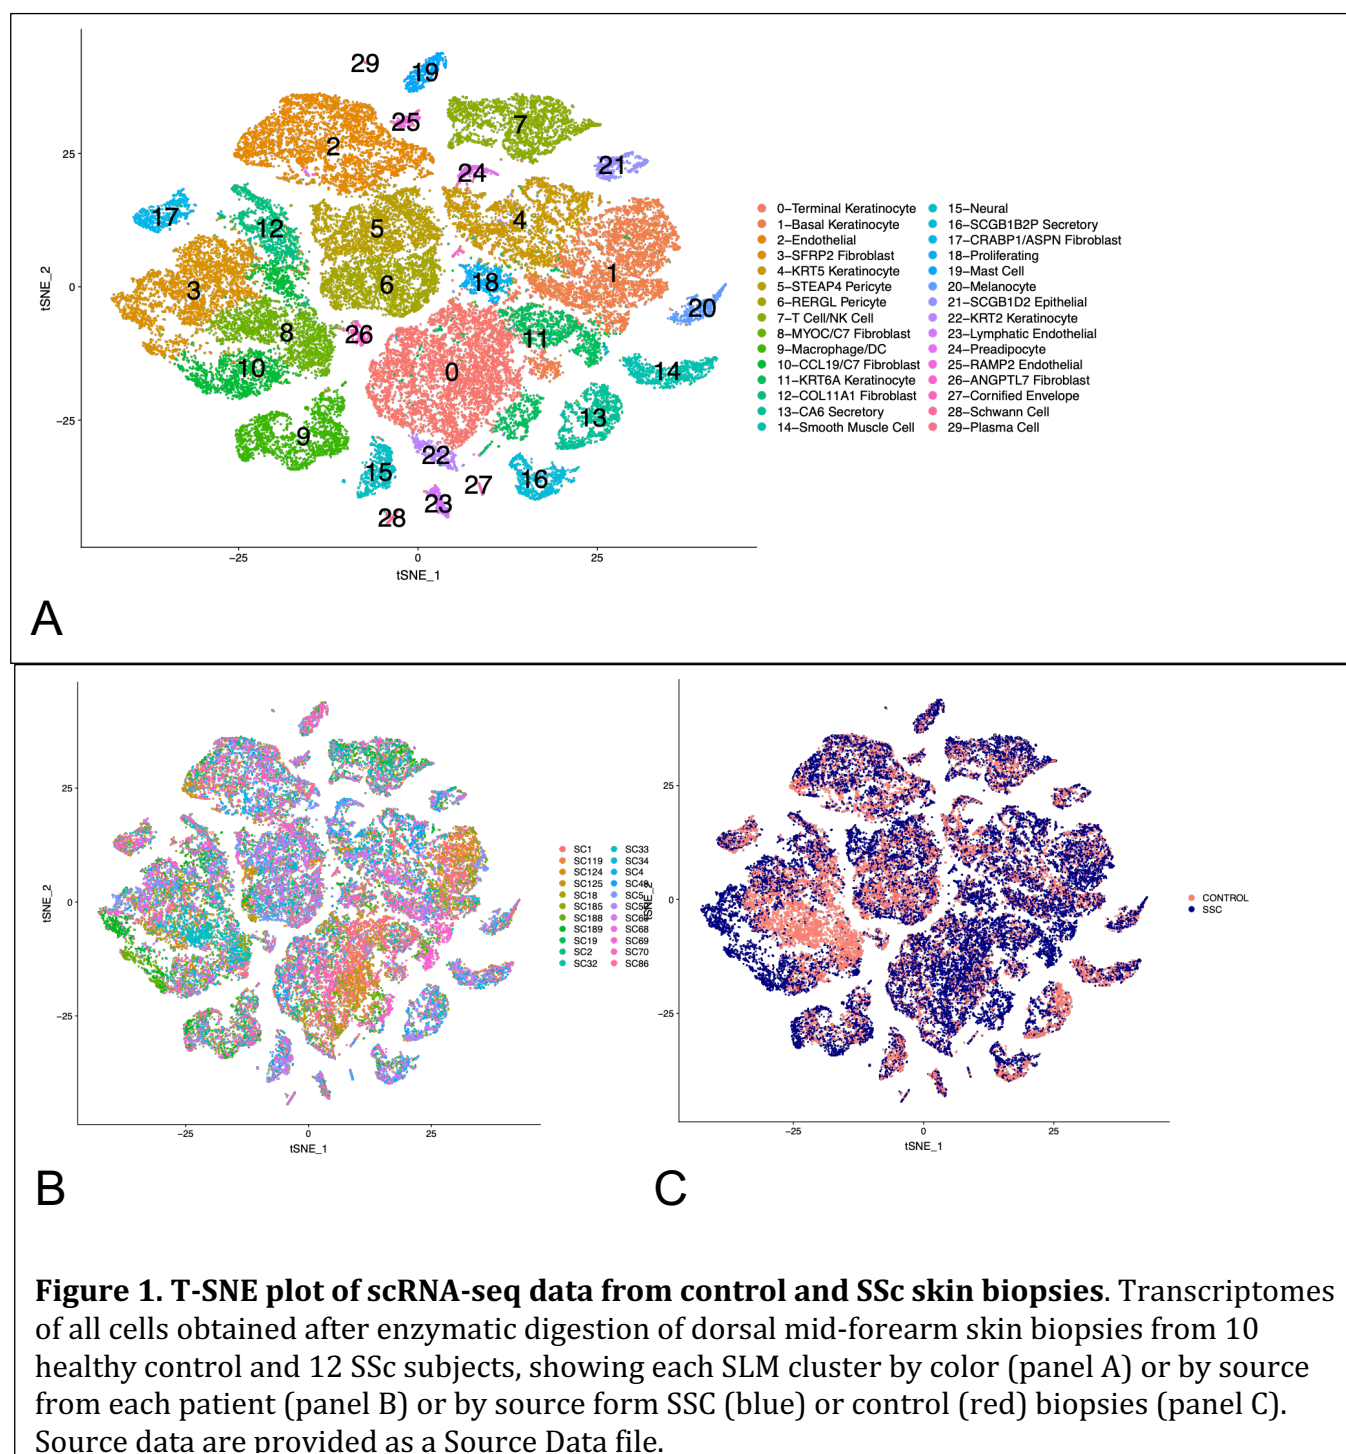 29
19
25
7
2
24
21
17
12
5
4
3
6
18
1
20
8
26
11
10
0
14
9
13
22
15
27
16
23
28
25
0
−25
tSNE_2
−25
0
25
tSNE_1
0−Terminal Keratinocyte
1−Basal Keratinocyte
2−Endothelial
3−SFRP2 Fibroblast
4−KRT5 Keratinocyte
5−STEAP4 Pericyte
6−RERGL Pericyte
7−T Cell/NK Cell
8−MYOC/C7 Fibroblast
9−Macrophage/DC
10−CCL19/C7 Fibroblast
11−KRT6A Keratinocyte
12−COL11A1 Fibroblast
13−CA6 Secretory
14−Smooth Muscle Cell
15−Neural
16−SCGB1B2P Secretory
17−CRABP1/ASPN Fibroblast
18−Proliferating
19−Mast Cell
20−Melanocyte
21−SCGB1D2 Epithelial
22−KRT2 Keratinocyte
23−Lymphatic Endothelial
24−Preadipocyte
25−RAMP2 Endothelial
26−ANGPTL7 Fibroblast
27−Cornified Envelope
28−Schwann Cell
29−Plasma Cell
A
25
0
−25
tSNE_2
−25
0
25
tSNE_1
SC1
SC119
SC124
SC125
SC18
SC185
SC188
SC189
SC19
SC2
SC32
SC33
SC34
SC4
SC5
SC68
SC69
SC70
SC86
B
25
0
−25
tSNE_2
−25
0
25
tSNE_1
CONTROL
SSC
C
Figure 1. T-SNE plot of scRNA-seq data from control and SSc skin biopsies. Transcriptomes
of all cells obtained after enzymatic digestion of dorsal mid-forearm skin biopsies from 10
healthy control and 12 SSc subjects, showing each SLM cluster by color (panel A) or by source
from each patient (panel B) or by source form SSC (blue) or control (red) biopsies (panel C).
Source data are provided as a Source Data file.